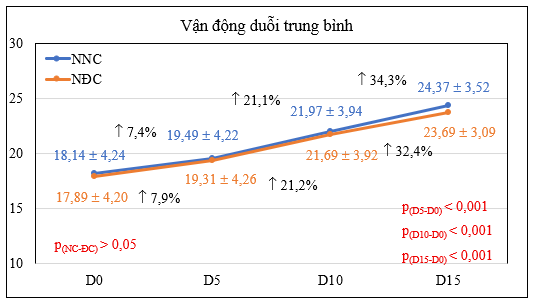 Vận động duỗi trung bình
30
25
20
15
10
NNC
NĐC
↑ 7,4%
↑ 21,1%
↑ 34,3%
18,14 ± 4,24
19,49 ± 4,22
21,97 ± 3,94
24,37 ± 3,52
17,89 ± 4,20
19,31 ± 4,26
21,69 ± 3,92
23,69 ± 3,09
↑ 7,9%
↑ 21,2%
↑ 32,4%
p(NC-ĐC) > 0,05
p(D5-D0) < 0,001
p(D10-D0) < 0,001
p(D15-D0) < 0,001
D0
D5
D10
D15